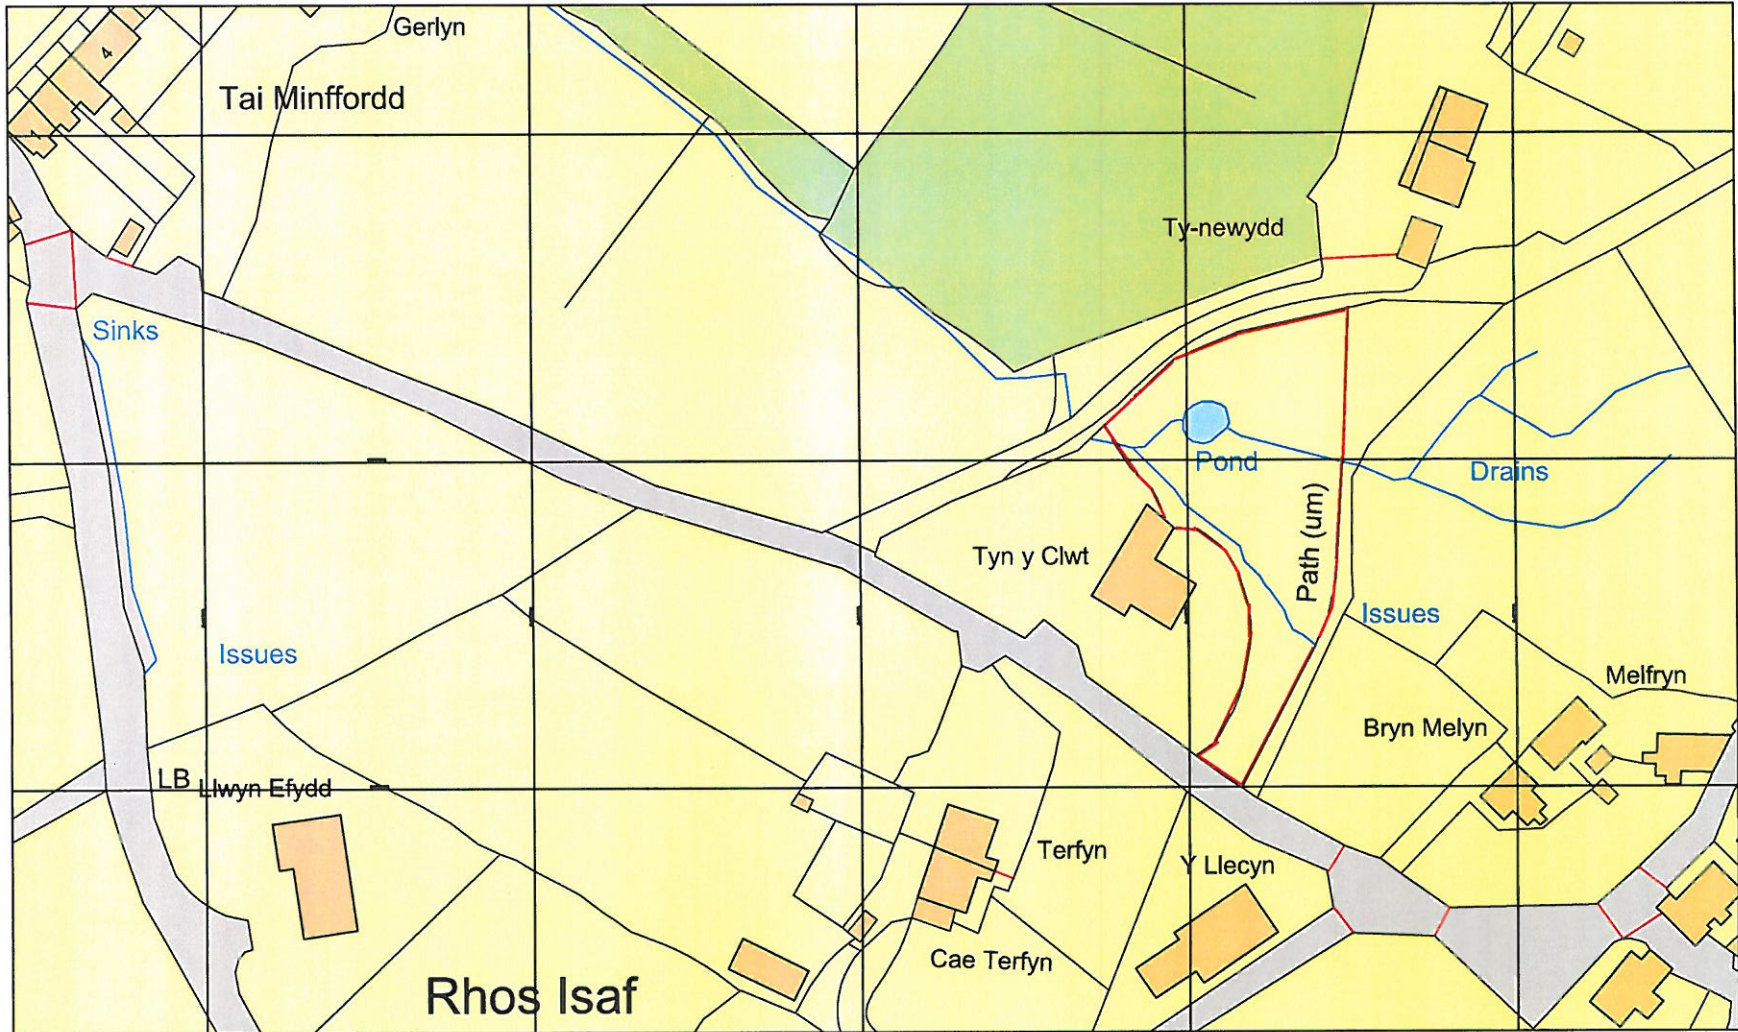 Gerlyn
4
Tai Minffordd
1
Ty-newydd
Sinks
Pond
Drains
Path (um)
Tyn y Clwt
Issues
Issues
Melfryn
Bryn Melyn
LB
Llwyn Efydd
Terfyn
Y Llecyn
Cae Terfyn
Rhos Isaf